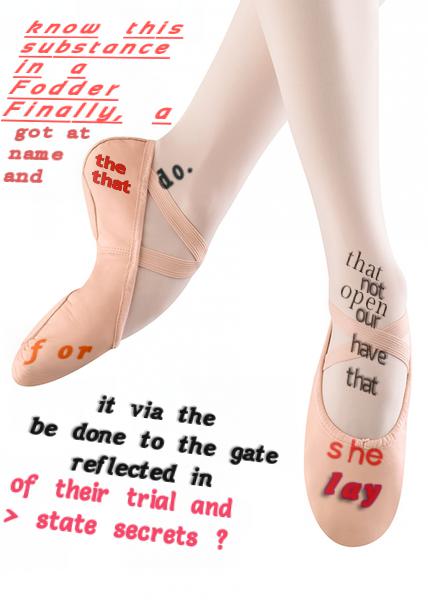 know this
substance
in a
Fodder
Finally, a
got at
name
and
the
that
do.
for
that
not
open
our
have
that
she
lay
it via the
be done to the gate
reflected in
of their trial and
> state secrets ?